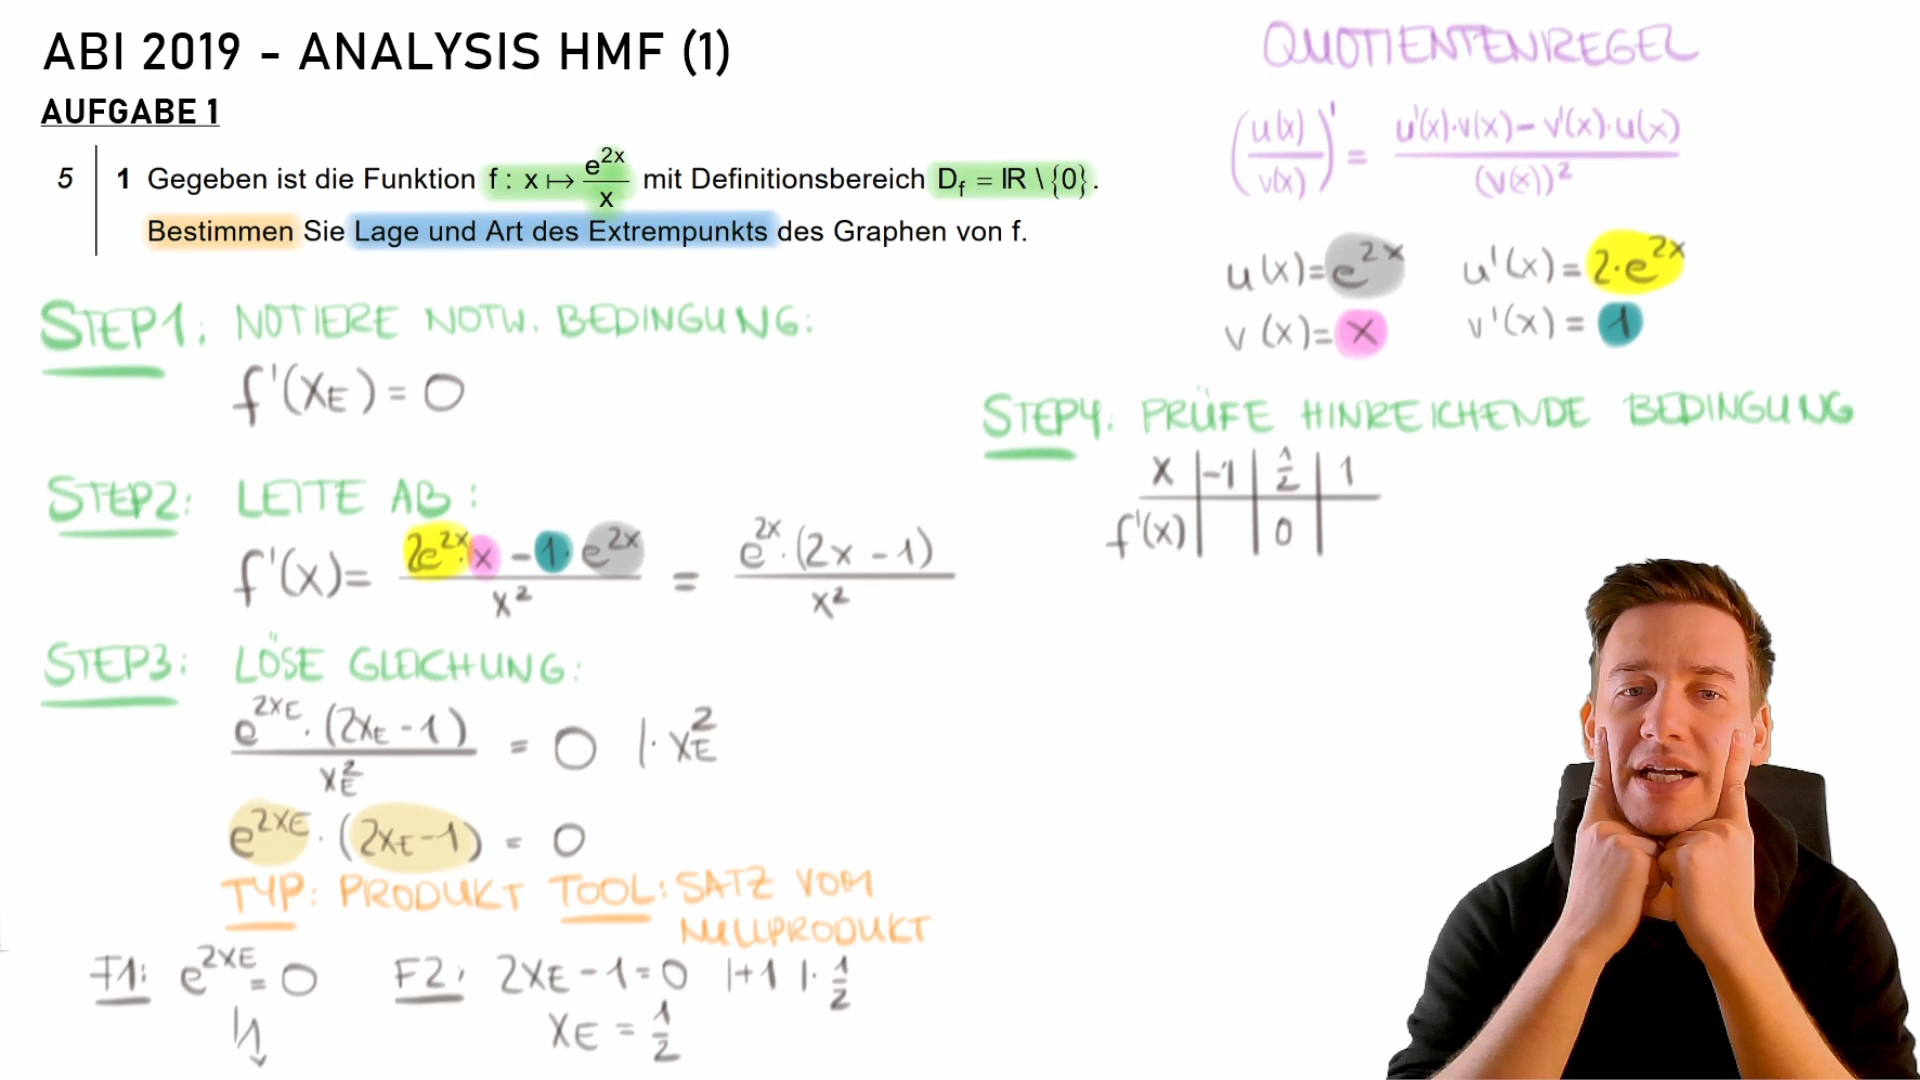 ABI 2019 - ANALYSIS HMF (1)
AUFGABE 1
5 1 Gegeben ist die Funktion f : x ↦ e^2x / x mit Definitionsbereich D_f = IR \ {0}.
Bestimmen Sie Lage und Art des Extrempunkts des Graphen von f.
STEP1: NOTIERE NOTW. BEDINGUNG:
f'(x_E) = 0
STEP2: LEITE AB:
f'(x) = (2e^2x · x - 1 · e^2x) / x² = (e^2x · (2x - 1)) / x²
STEP3: LÖSE GLEICHUNG:
(e^2x_E · (2x_E - 1)) / x_E² = 0 | · x_E²
e^2x_E · (2x_E - 1) = 0
TYP: PRODUKT TOOL: SATZ VOM
NULLPRODUKT
F1: e^2x_E = 0 F2: 2x_E - 1 = 0 | +1 | · 1/2
x_E = 1/2
QUOTIENTENREGEL
(u(x) / v(x))' = (u'(x) · v(x) - v'(x) · u(x)) / (v(x))²
u(x) = e^2x u'(x) = 2 · e^2x
v(x) = x v'(x) = 1
STEP4: PRÜFE HINREICHENDE BEDINGUNG
x | -1 | 1/2 | 1
f'(x) | | 0 |